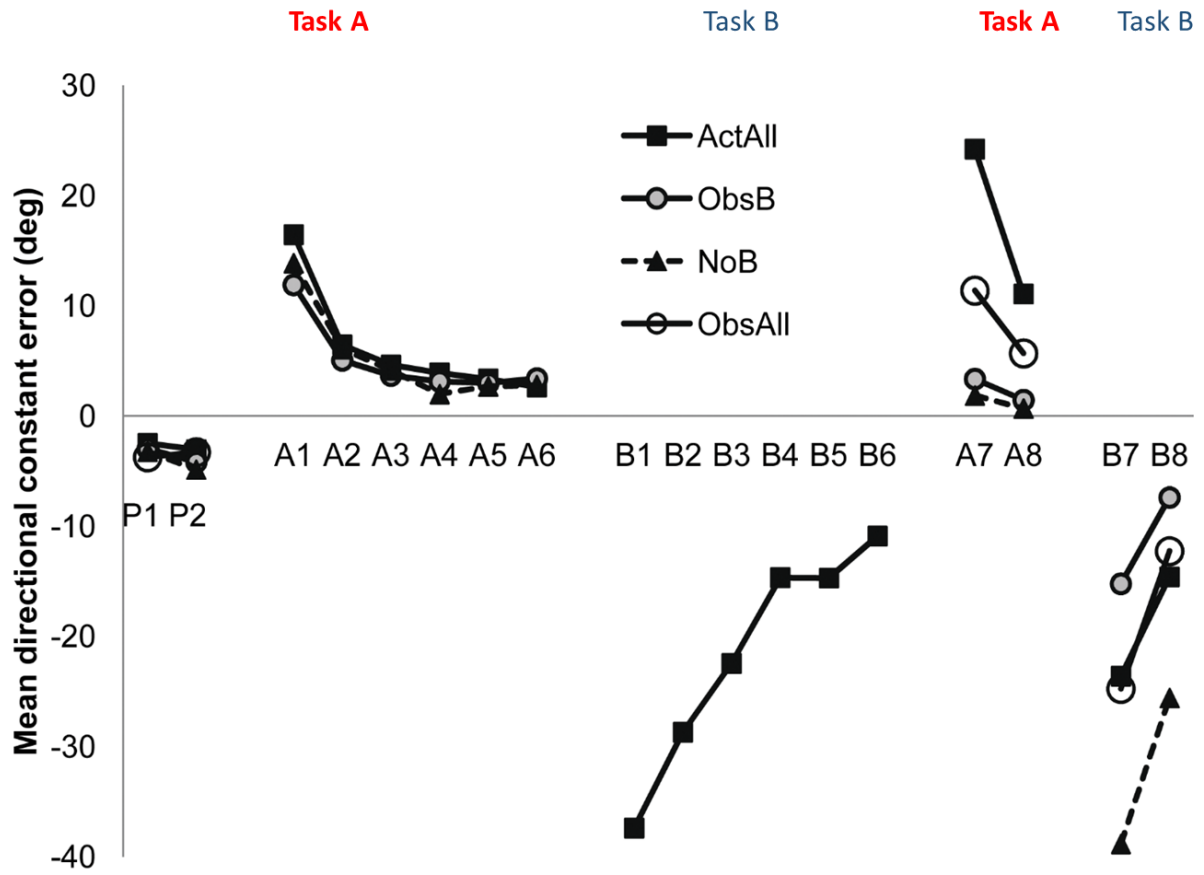 Task A Task B Task A Task B
30
ActAll
20
ObsB
NoB
10
ObsAll
0
A1 A2 A3 A4 A5 A6 B1 B2 B3 B4 B5 B6 A7 A8 B7 B8
P1 P2
-10
-20
-30
-40
Mean directional constant error (deg)